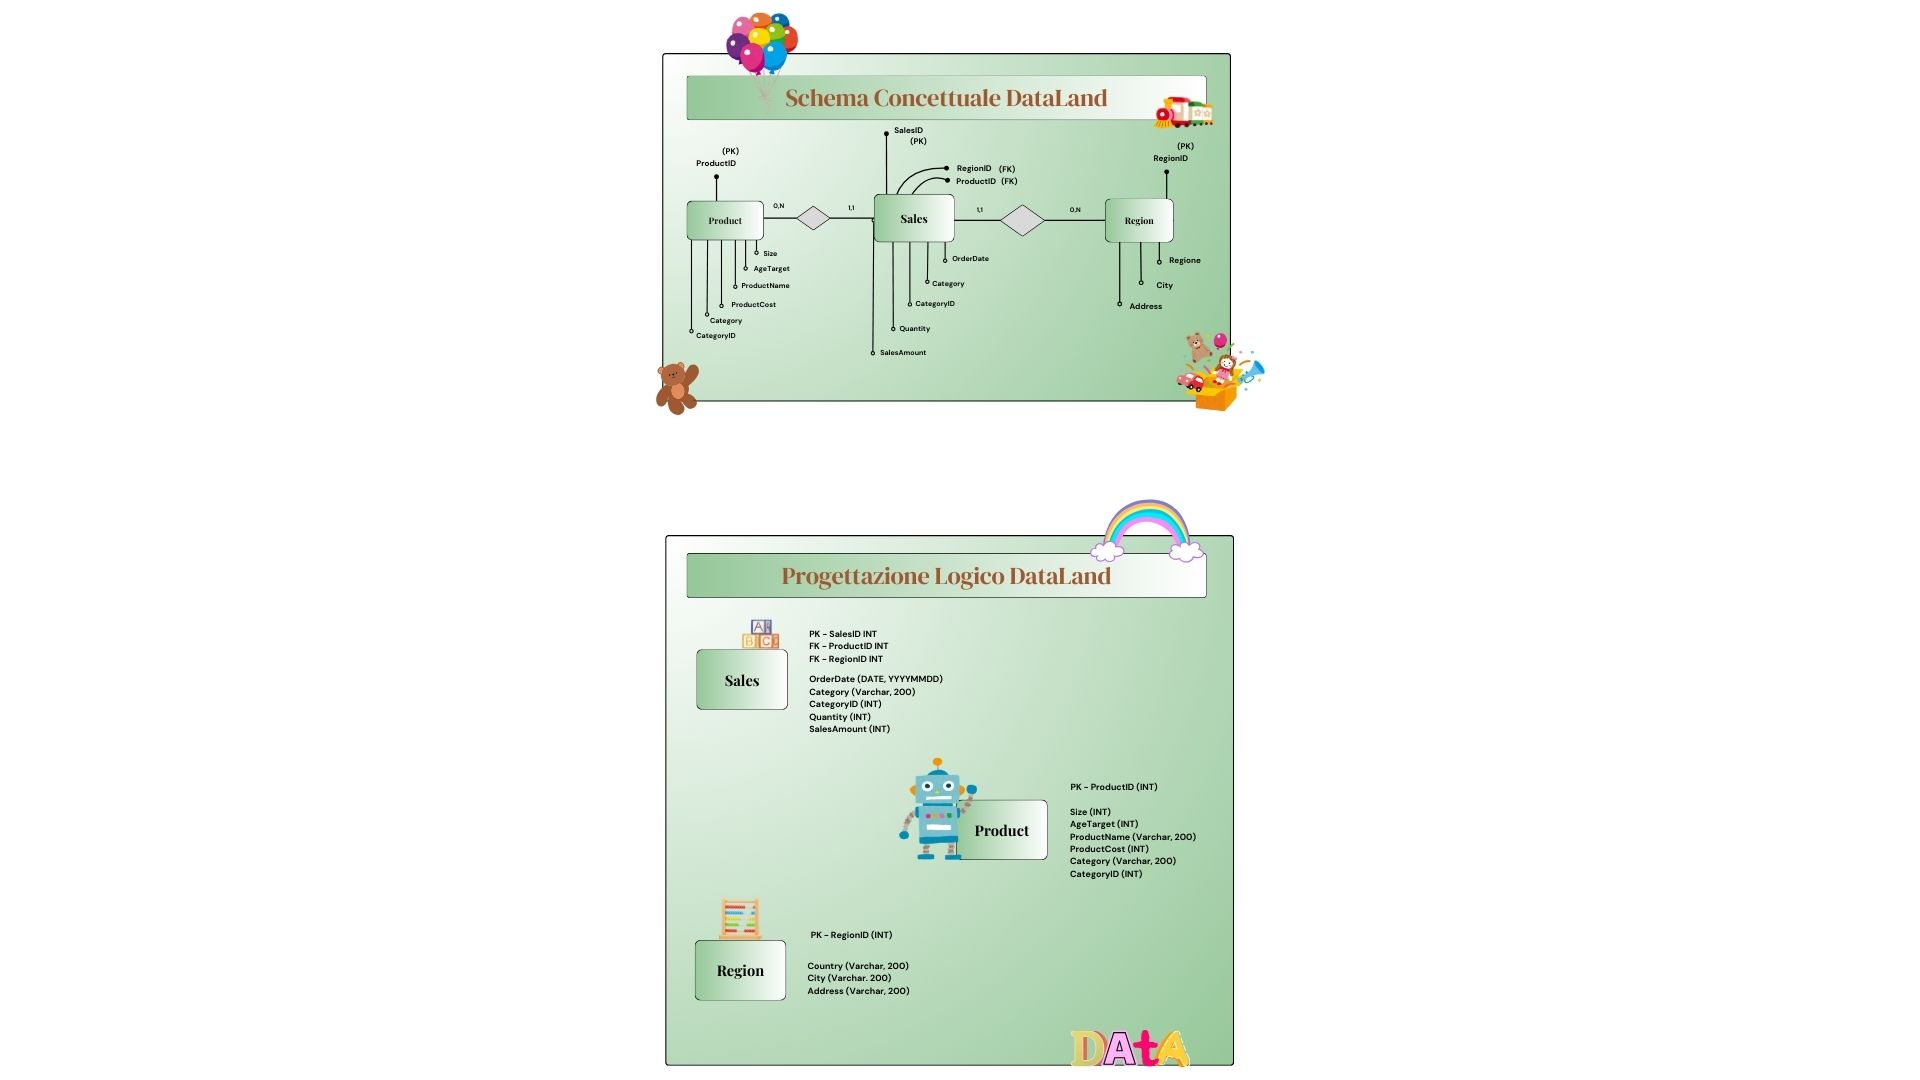 Schema Concettuale DataLand
SalesID
(PK)
(PK)
ProductID
RegionID (FK)
ProductID (FK)
(PK)
RegionID
Product
0,N
1,1
Sales
1,1
0,N
Region
Size
AgeTarget
ProductName
ProductCost
Category
CategoryID
OrderDate
Category
CategoryID
Quantity
SalesAmount
Regione
City
Address
Progettazione Logico DataLand
A
B C
Sales
PK - SalesID INT
FK - ProductID INT
FK - RegionID INT
OrderDate (DATE, YYYYMMDD)
Category (Varchar, 200)
CategoryID (INT)
Quantity (INT)
SalesAmount (INT)
Product
PK - ProductID (INT)
Size (INT)
AgeTarget (INT)
ProductName (Varchar, 200)
ProductCost (INT)
Category (Varchar, 200)
CategoryID (INT)
Region
PK - RegionID (INT)
Country (Varchar, 200)
City (Varchar. 200)
Address (Varchar, 200)
DAtA